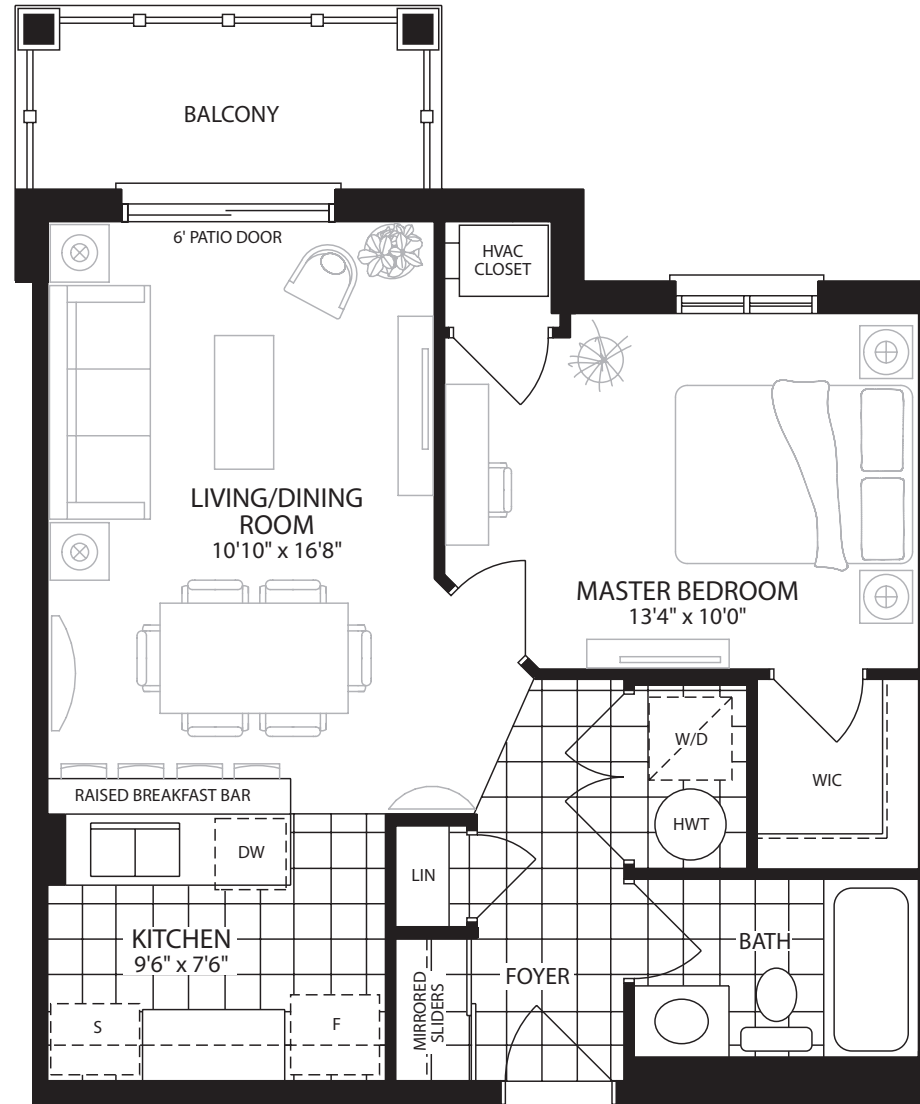 BALCONY
6' PATIO DOOR
HVAC
CLOSET
LIVING/DINING
ROOM
10'10" x 16'8"
MASTER BEDROOM
13'4" x 10'0"
W/D
WIC
RAISED BREAKFAST BAR
HWT
DW
LIN
KITCHEN
9'6" x 7'6"
BATH
FOYER
MIRRORED
SLIDERS
S
F